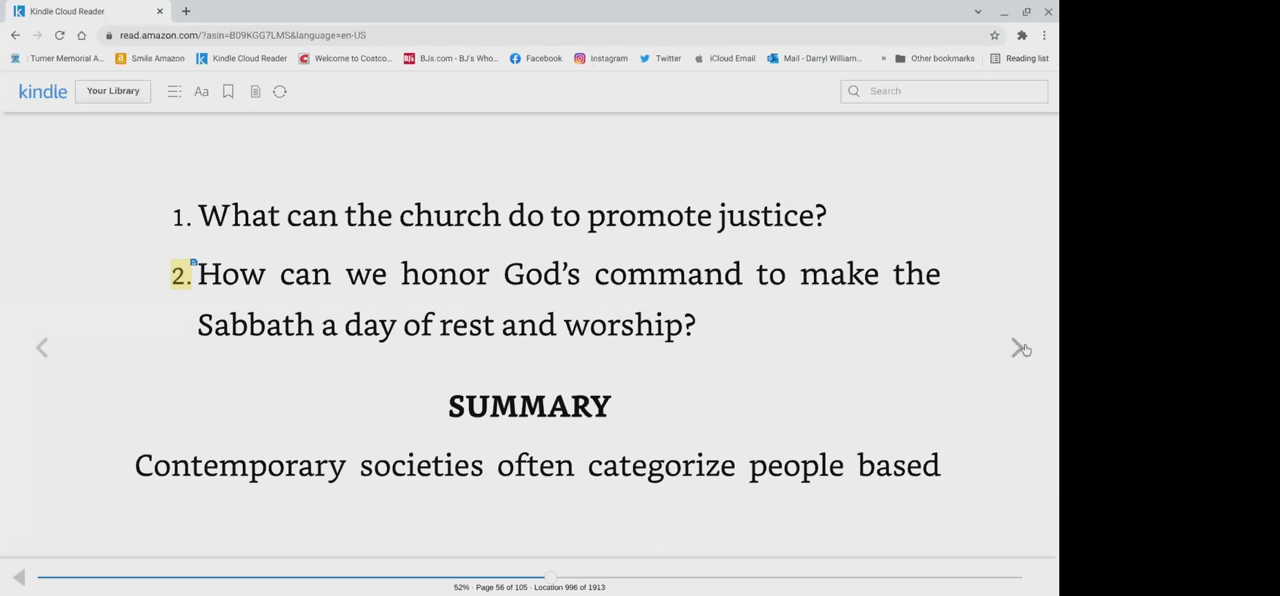 Kindle Cloud Reader
read.amazon.com/?asin=B09KGG7LMS&language=en-US
: Turner Memorial A... Smile Amazon Kindle Cloud Reader Welcome to Costco... BJs.com - BJ's Who... Facebook Instagram Twitter iCloud Email Mail - Darryl William... » Other bookmarks Reading list
kindle Your Library Aa Search
1. What can the church do to promote justice?
2. How can we honor God's command to make the
Sabbath a day of rest and worship?
SUMMARY
Contemporary societies often categorize people based
52% · Page 56 of 105 · Location 996 of 1913